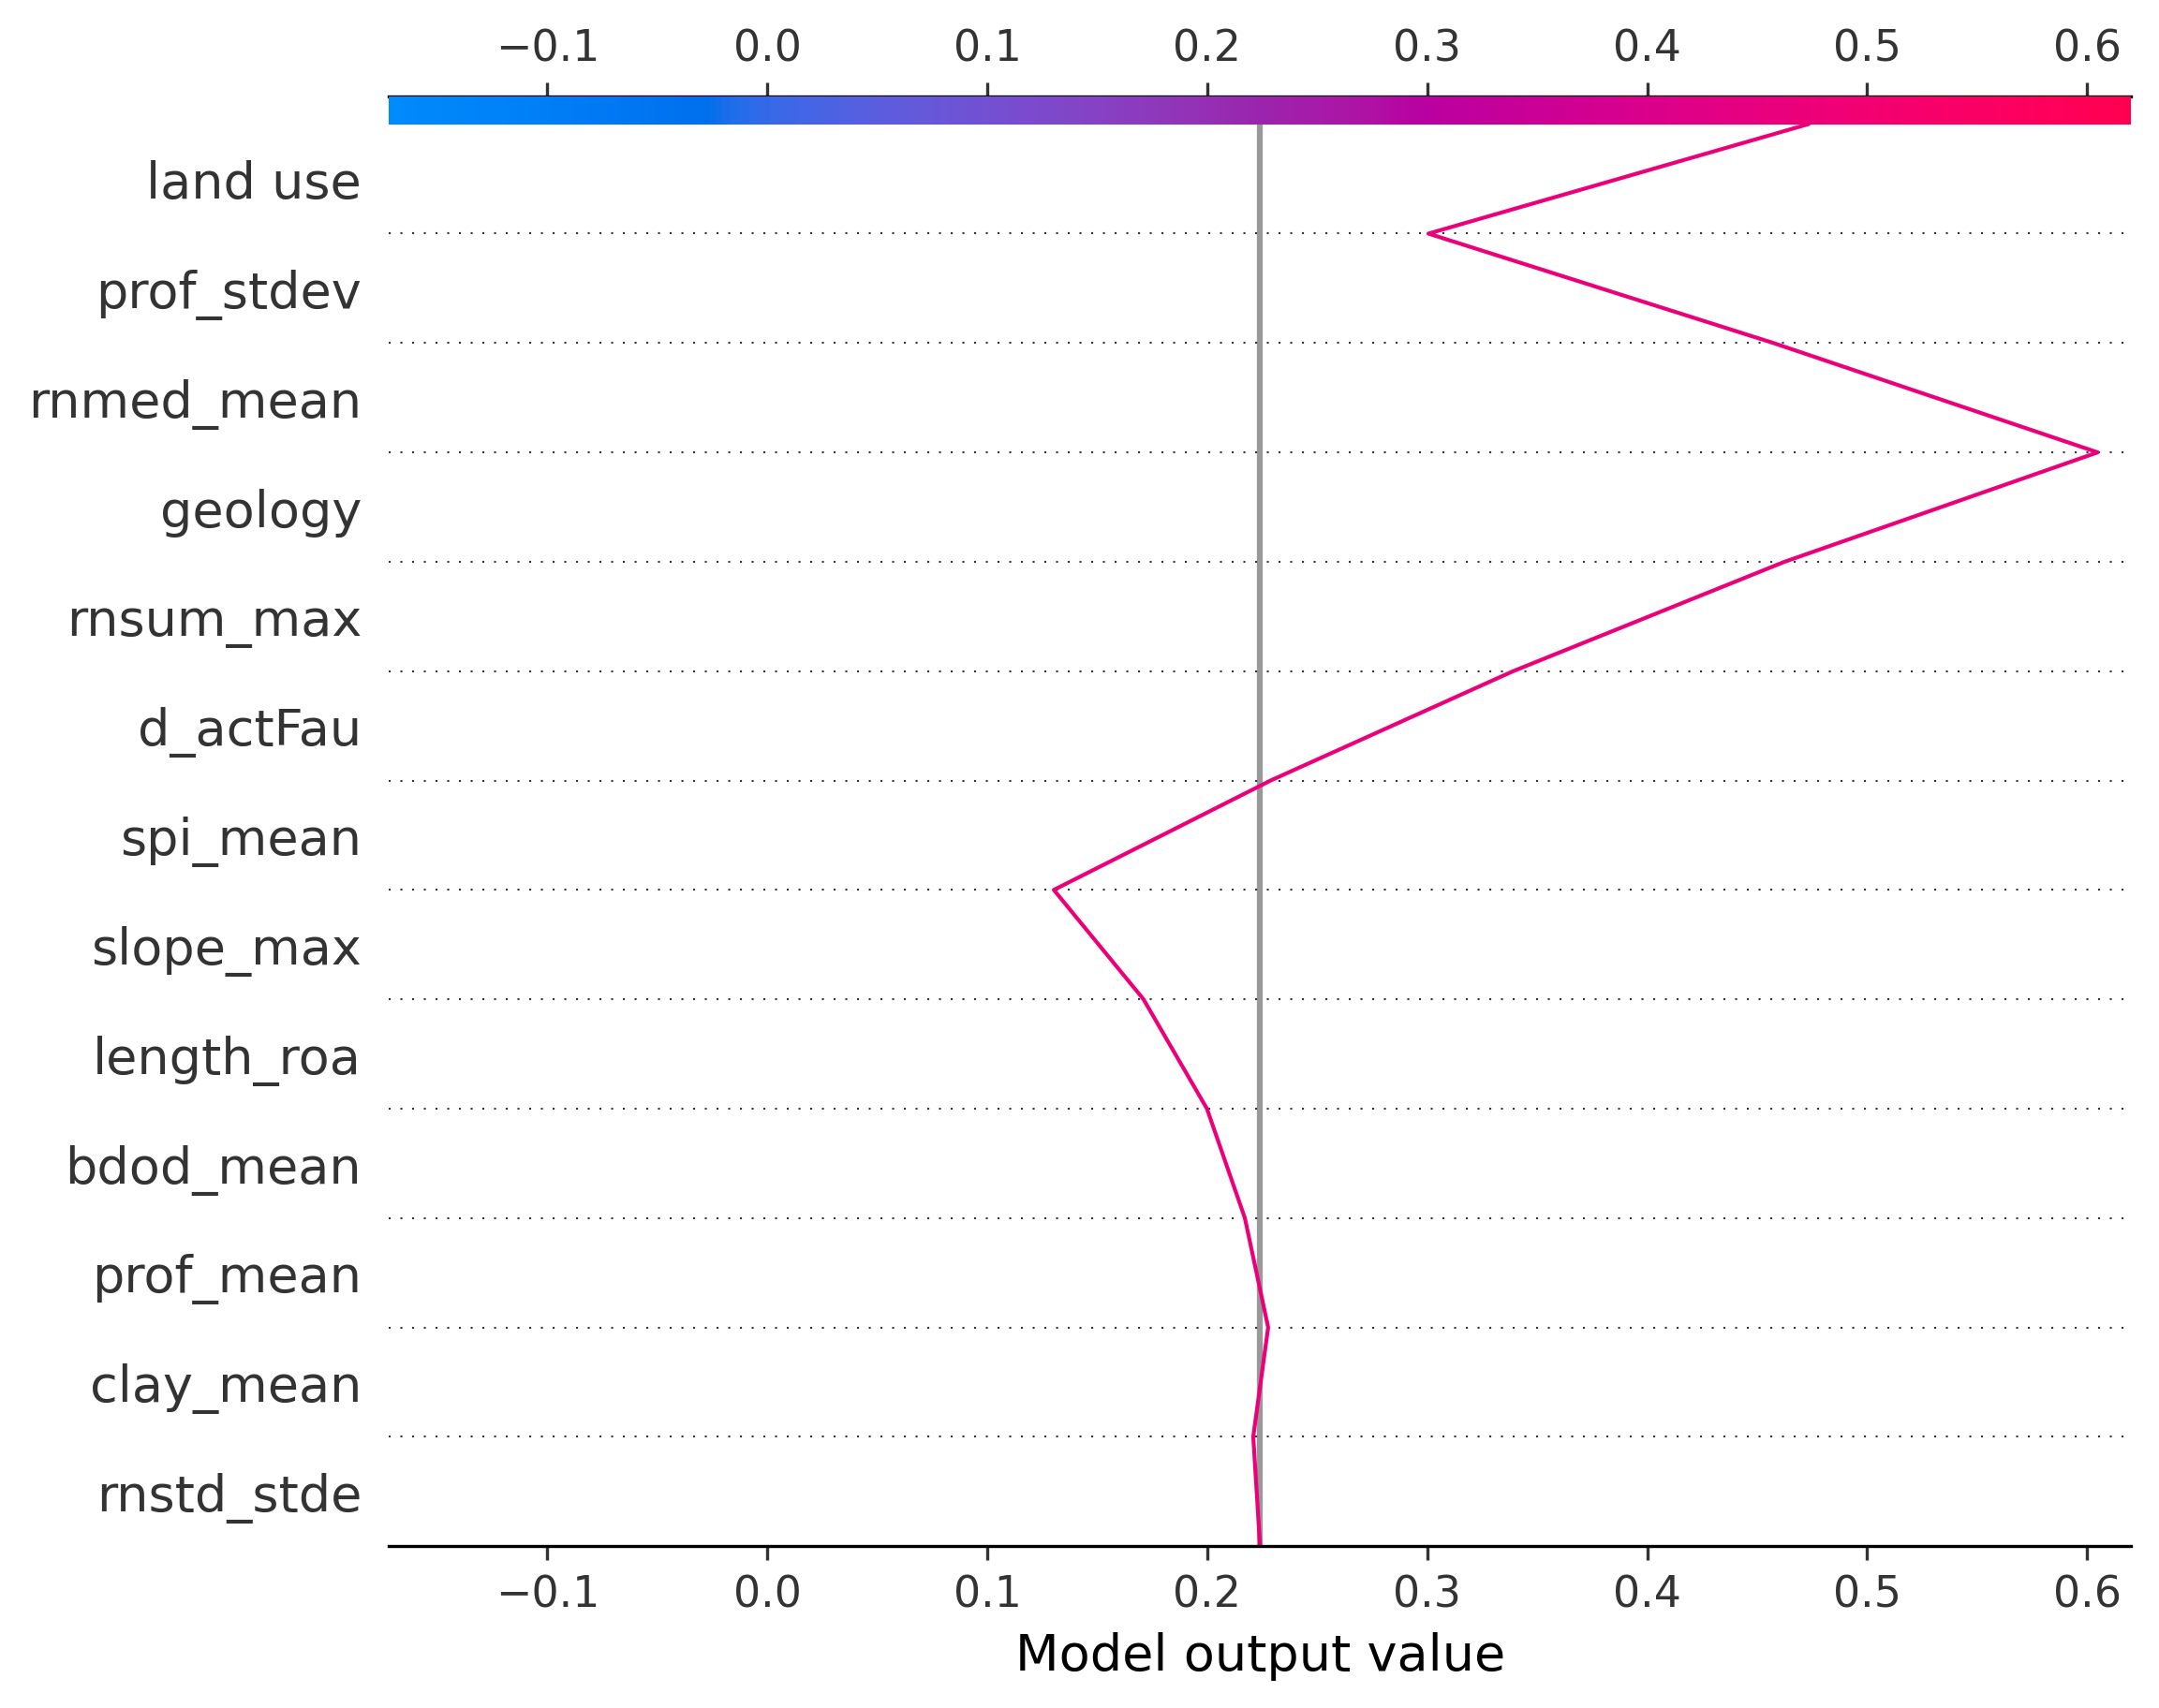 −0.1 0.0 0.1 0.2 0.3 0.4 0.5 0.6
land use
prof_stdev
rnmed_mean
geology
rnsum_max
d_actFau
spi_mean
slope_max
length_roa
bdod_mean
prof_mean
clay_mean
rnstd_stde
−0.1 0.0 0.1 0.2 0.3 0.4 0.5 0.6
Model output value